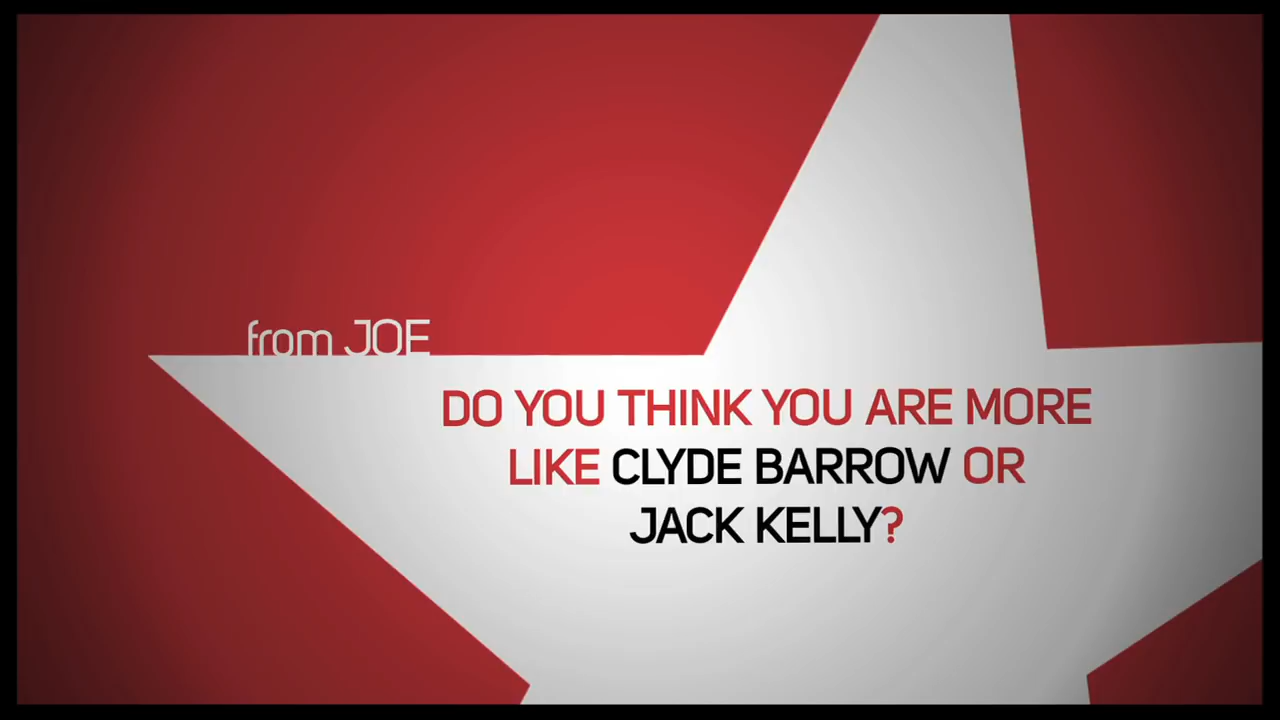 from JOE
DO YOU THINK YOU ARE MORE
LIKE CLYDE BARROW OR
JACK KELLY?